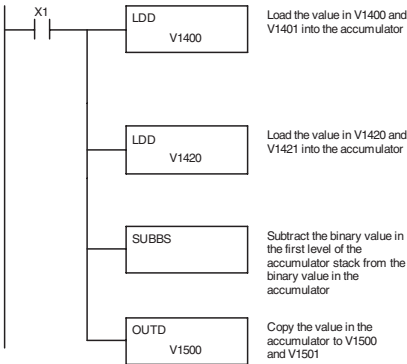 X1
LDD
V1400
Load the value in V1400 and
V1401 into the accumulator
LDD
V1420
Load the value in V1420 and
V1421 into the accumulator
SUBBS
Subtract the binary value in
the first level of the
accumulator stack from the
binary value in the
accumulator
OUTD
V1500
Copy the value in the
accumulator to V1500
and V1501